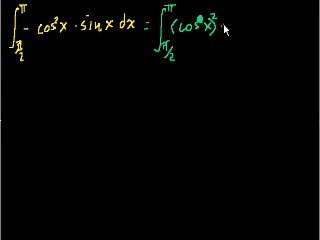 ∫_{π/2}^{π} - cos²x · sin x dx = ∫_{π/2}^{π} (cos x)² ·